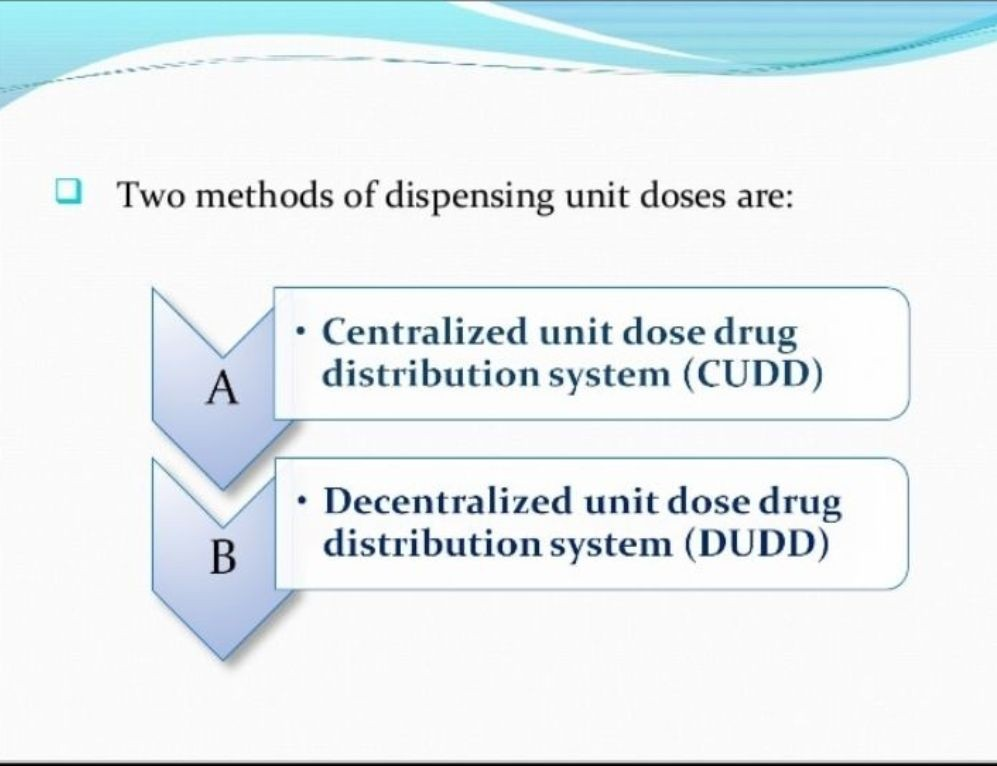 Two methods of dispensing unit doses are:
A
• Centralized unit dose drug
distribution system (CUDD)
B
• Decentralized unit dose drug
distribution system (DUDD)